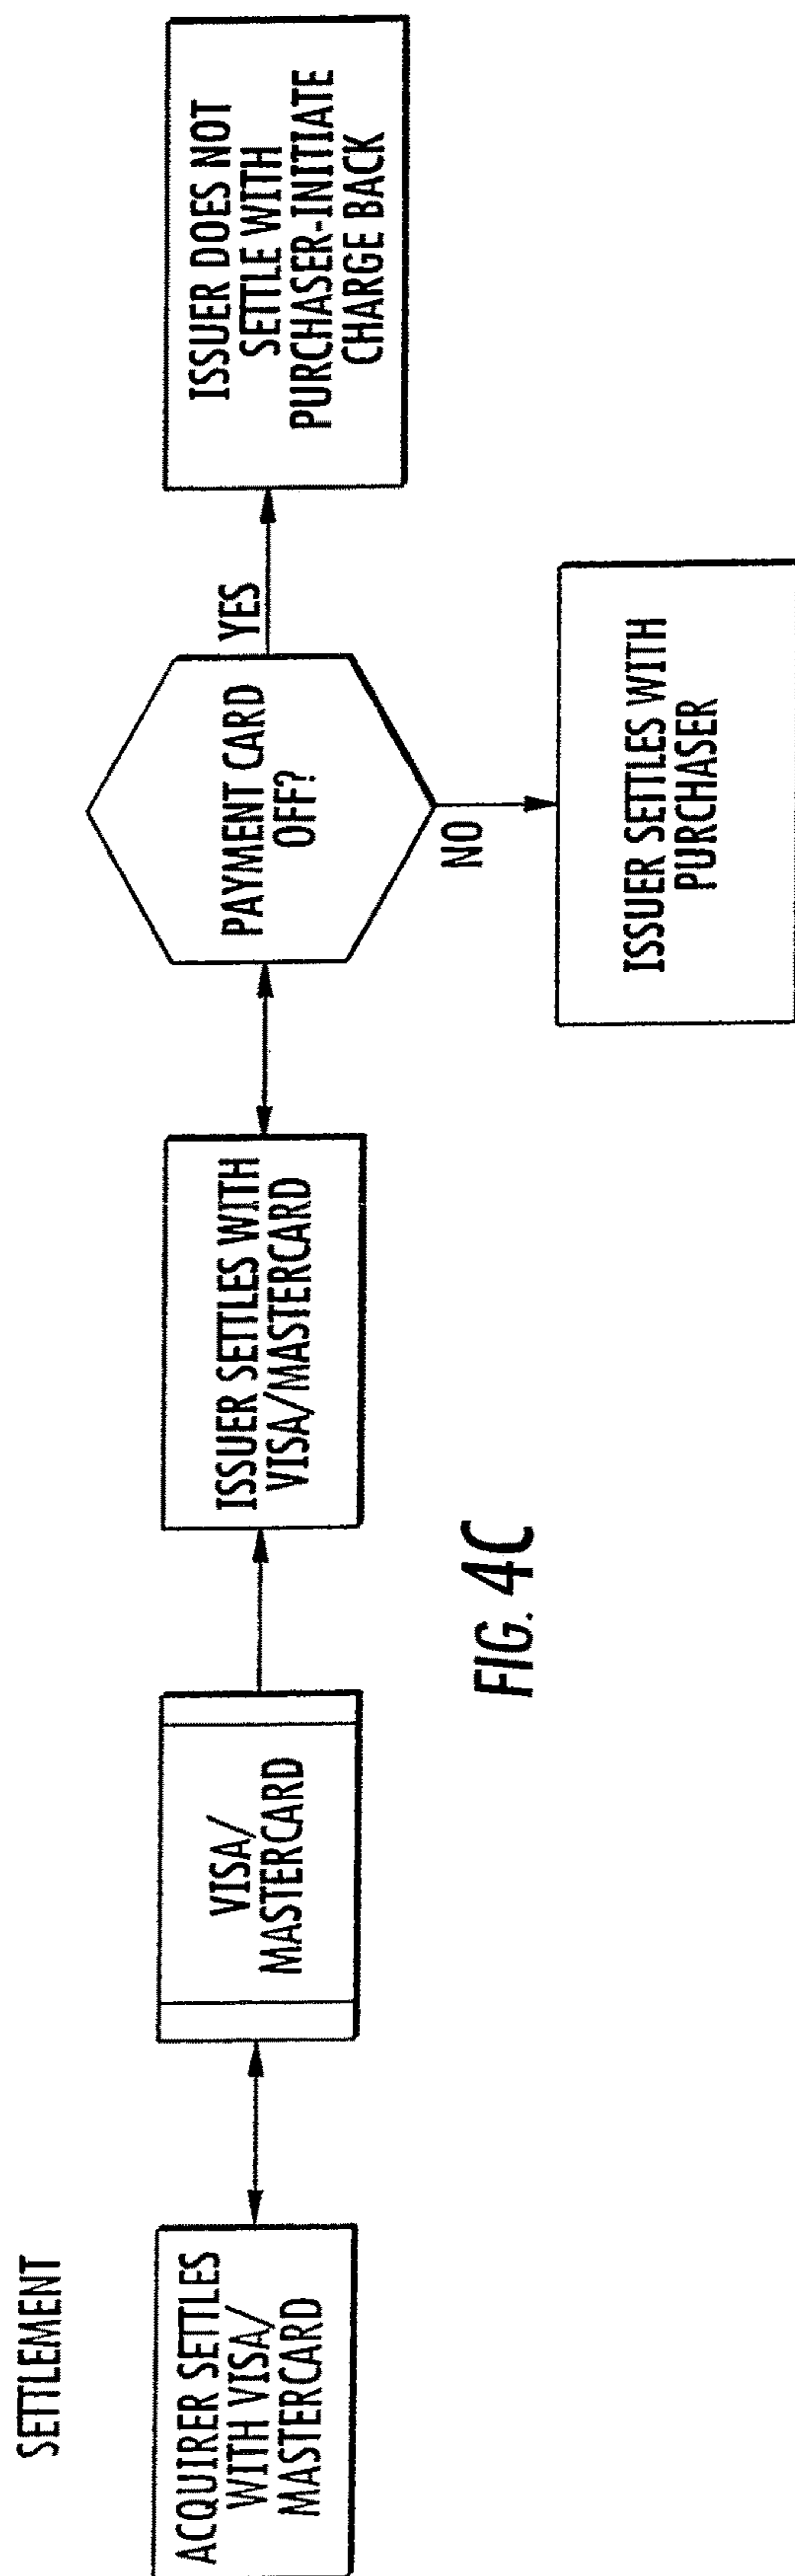 SETTLEMENT
ACQUIRER SETTLES
WITH VISA/
MASTERCARD
VISA/
MASTERCARD
ISSUER SETTLES WITH
VISA/MASTERCARD
PAYMENT CARD
OFF?
YES
ISSUER DOES NOT
SETTLE WITH
PURCHASER-INITIATE
CHARGE BACK
NO
ISSUER SETTLES WITH
PURCHASER
FIG. 4C